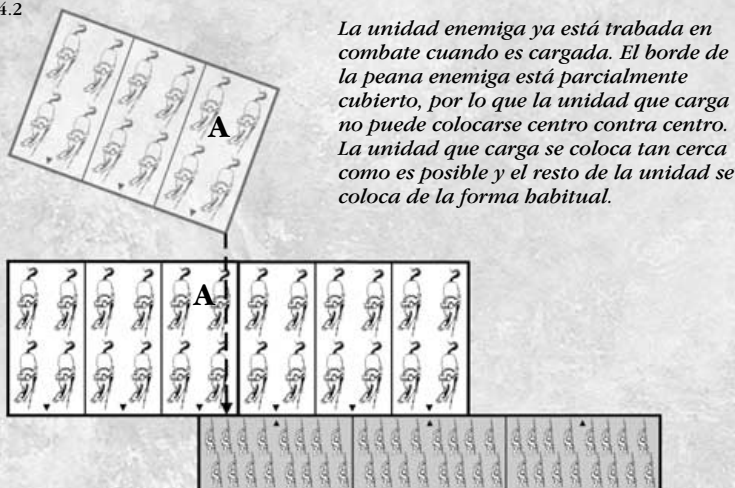 4.2
La unidad enemiga ya está trabada en
combate cuando es cargada. El borde de
la peana enemiga está parcialmente
cubierto, por lo que la unidad que carga
no puede colocarse centro contra centro.
La unidad que carga se coloca tan cerca
como es posible y el resto de la unidad se
coloca de la forma habitual.
A
A